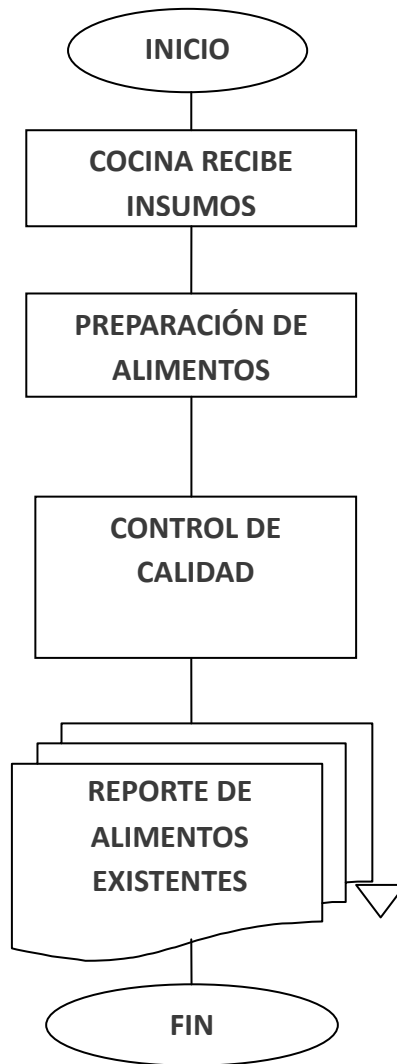 INICIO
COCINA RECIBE
INSUMOS
PREPARACIÓN DE
ALIMENTOS
CONTROL DE
CALIDAD
REPORTE DE
ALIMENTOS
EXISTENTES
FIN